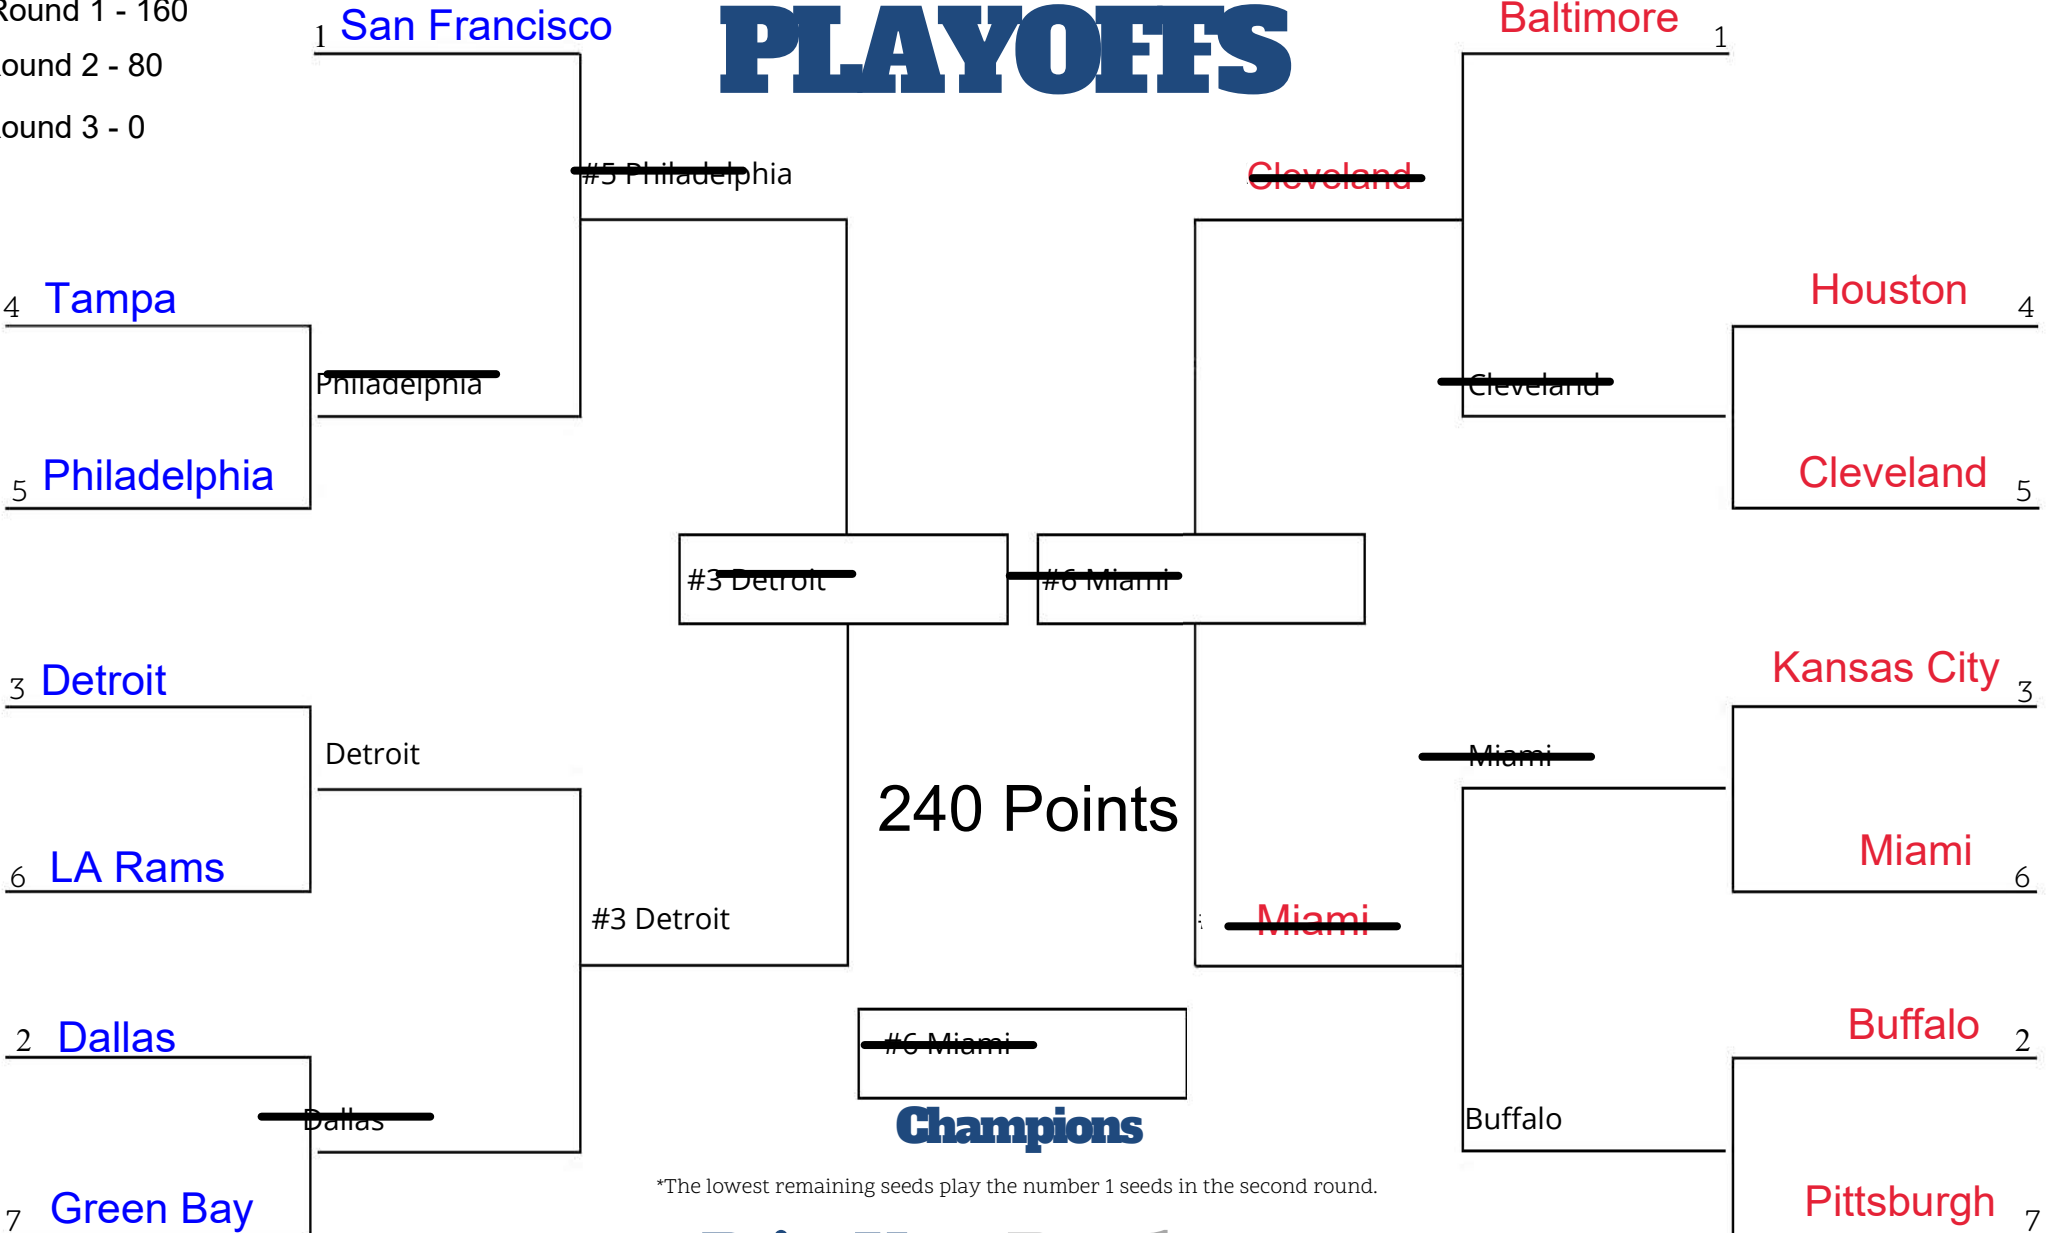 Round 1 - 160
Round 2 - 80
Round 3 - 0
PLAYOFFS
1 San Francisco
Baltimore 1
#5 Philadelphia
Cleveland
4 Tampa
Houston 4
Philadelphia
Cleveland
5 Philadelphia
Cleveland 5
#3 Detroit
#6 Miami
3 Detroit
Kansas City 3
Detroit
Miami
240 Points
6 LA Rams
Miami 6
#3 Detroit
Miami
2 Dallas
Buffalo 2
#6 Miami
Dallas
Buffalo
Champions
*The lowest remaining seeds play the number 1 seeds in the second round.
7 Green Bay
Pittsburgh 7